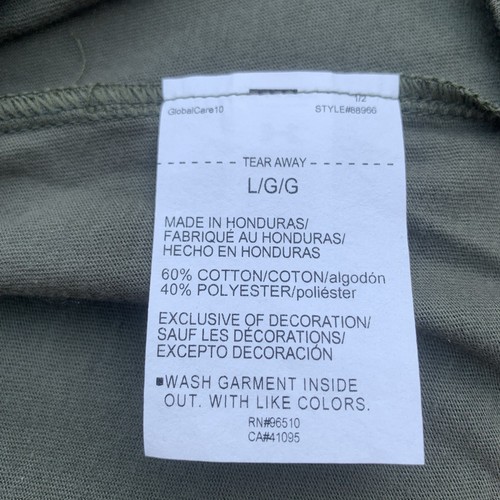 1/2
GlobalCare10 STYLE#88966
TEAR AWAY
L/G/G
MADE IN HONDURAS/
FABRIQUÉ AU HONDURAS/
HECHO EN HONDURAS
60% COTTON/COTON/algodón
40% POLYESTER/poliéster
EXCLUSIVE OF DECORATION/
SAUF LES DÉCORATIONS/
EXCEPTO DECORACIÓN
WASH GARMENT INSIDE
OUT. WITH LIKE COLORS.
RN#96510
CA#41095